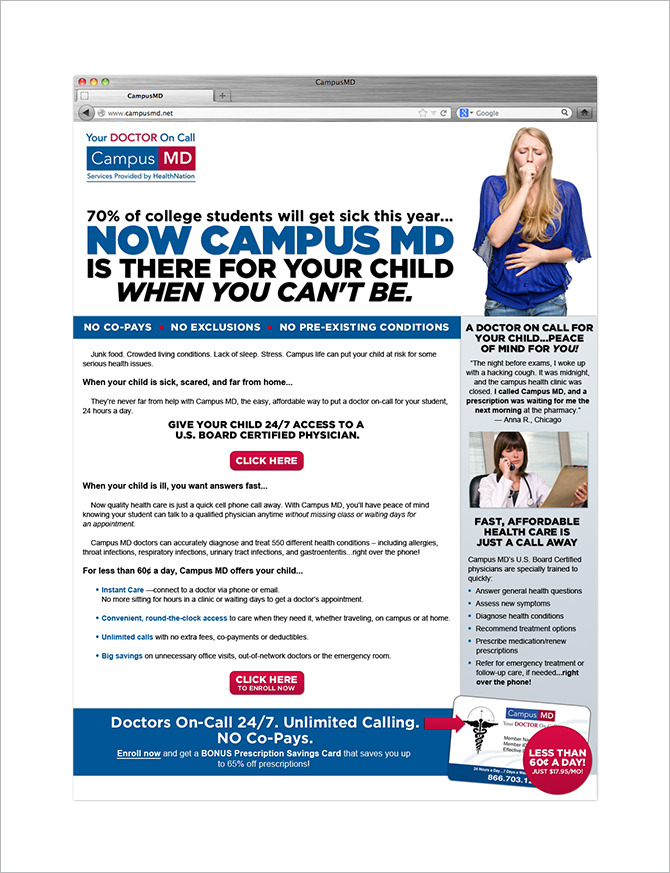 CampusMD
CampusMD
www.campusmd.net
Google
Your DOCTOR On Call
Campus MD
Services Provided by HealthNation
70% of college students will get sick this year...
NOW CAMPUS MD
IS THERE FOR YOUR CHILD
WHEN YOU CAN'T BE.
NO CO-PAYS • NO EXCLUSIONS • NO PRE-EXISTING CONDITIONS
Junk food. Crowded living conditions. Lack of sleep. Stress. Campus life can put your child at risk for some
serious health issues.
When your child is sick, scared, and far from home...
They're never far from help with Campus MD, the easy, affordable way to put a doctor on-call for your student,
24 hours a day.
GIVE YOUR CHILD 24/7 ACCESS TO A
U.S. BOARD CERTIFIED PHYSICIAN.
CLICK HERE
When your child is ill, you want answers fast...
Now quality health care is just a quick cell phone call away. With Campus MD, you'll have peace of mind
knowing your student can talk to a qualified physician anytime without missing class or waiting days for
an appointment.
Campus MD doctors can accurately diagnose and treat 550 different health conditions – including allergies,
throat infections, respiratory infections, urinary tract infections, and gastroenteritis...right over the phone!
For less than 60¢ a day, Campus MD offers your child...
• Instant Care —connect to a doctor via phone or email.
No more sitting for hours in a clinic or waiting days to get a doctor's appointment.
• Convenient, round-the-clock access to care when they need it, whether traveling, on campus or at home.
• Unlimited calls with no extra fees, co-payments or deductibles.
• Big savings on unnecessary office visits, out-of-network doctors or the emergency room.
CLICK HERE
TO ENROLL NOW
A DOCTOR ON CALL FOR
YOUR CHILD...PEACE
OF MIND FOR YOU!
"The night before exams, I woke up
with a hacking cough. It was midnight,
and the campus health clinic was
closed. I called Campus MD, and a
prescription was waiting for me the
next morning at the pharmacy."
— Anna R., Chicago
FAST, AFFORDABLE
HEALTH CARE IS
JUST A CALL AWAY
Campus MD's U.S. Board Certified
physicians are specially trained to
quickly:
• Answer general health questions
• Assess new symptoms
• Diagnose health conditions
• Recommend treatment options
• Prescribe medication/renew
prescriptions
• Refer for emergency treatment or
follow-up care, if needed...right
over the phone!
Doctors On-Call 24/7. Unlimited Calling.
NO Co-Pays.
Enroll now and get a BONUS Prescription Savings Card that saves you up
to 65% off prescriptions!
Campus MD
Your DOCTOR On
Member
Member
Effective
24 Hours a Day...7 Days a
866.703.1
LESS THAN
60¢ A DAY!
JUST $17.95/MO!